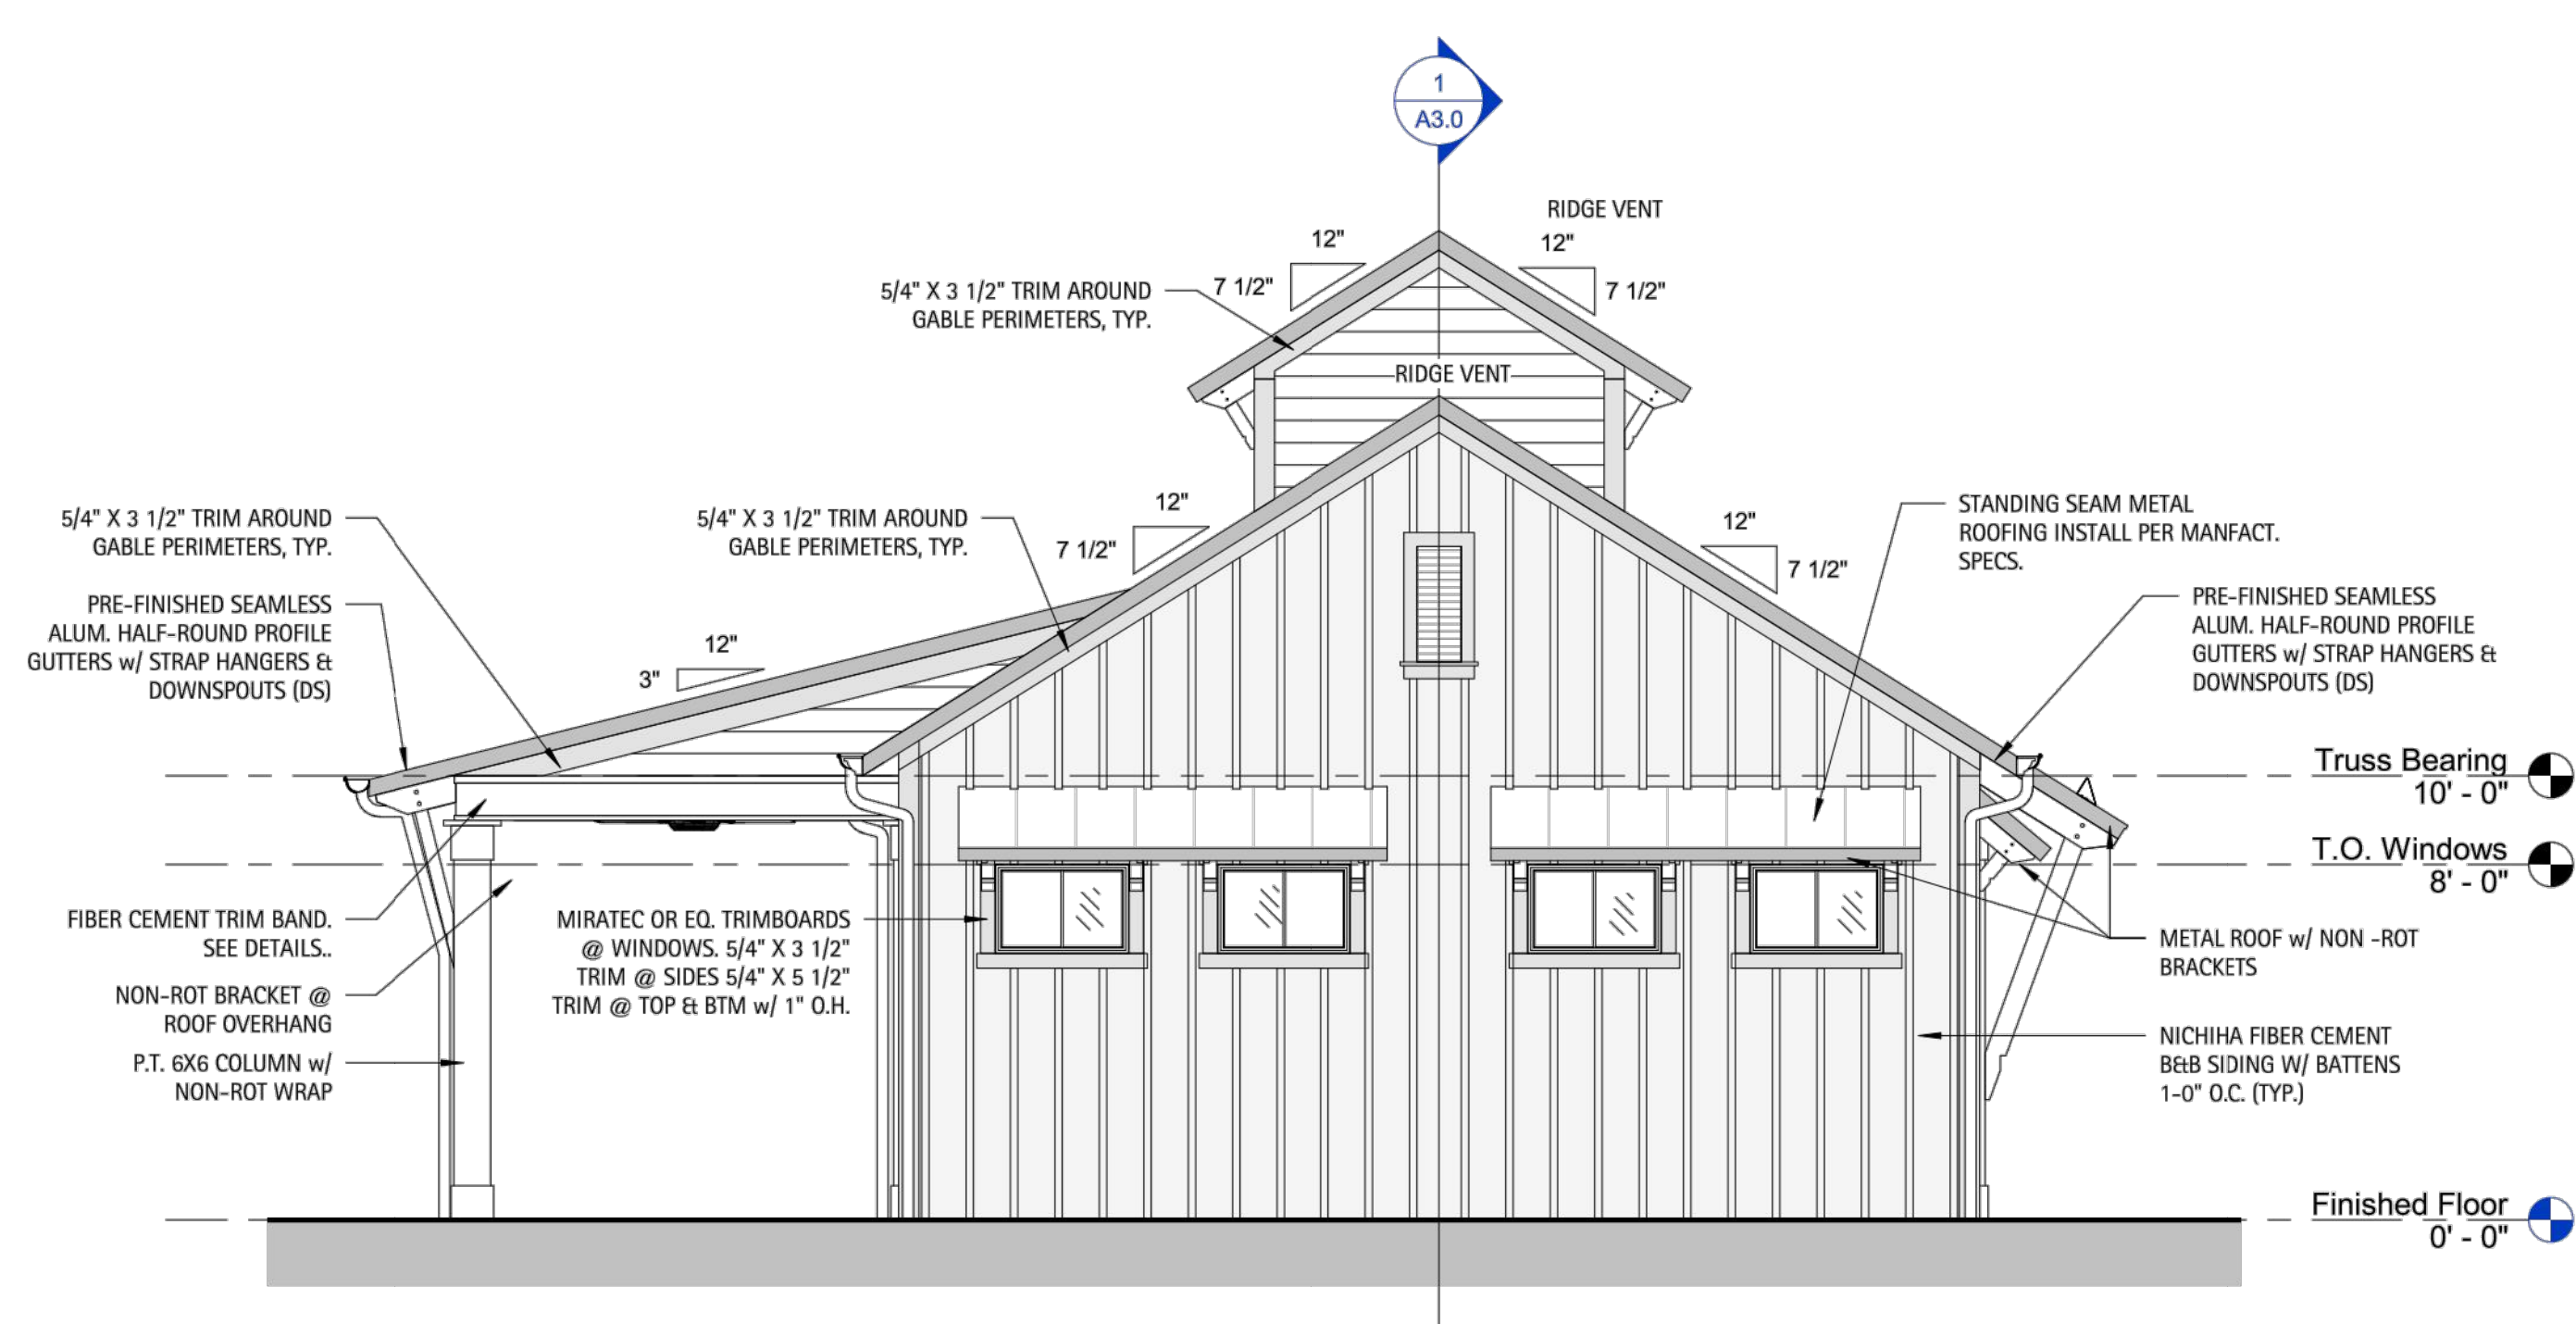 1
A3.0
RIDGE VENT
12"
7 1/2"
12"
7 1/2"
5/4" X 3 1/2" TRIM AROUND
GABLE PERIMETERS, TYP.
RIDGE VENT
5/4" X 3 1/2" TRIM AROUND
GABLE PERIMETERS, TYP.
PRE-FINISHED SEAMLESS
ALUM. HALF-ROUND PROFILE
GUTTERS w/ STRAP HANGERS &
DOWNSPOUTS (DS)
12"
3"
5/4" X 3 1/2" TRIM AROUND
GABLE PERIMETERS, TYP.
12"
7 1/2"
12"
7 1/2"
STANDING SEAM METAL
ROOFING INSTALL PER MANFACT.
SPECS.
PRE-FINISHED SEAMLESS
ALUM. HALF-ROUND PROFILE
GUTTERS w/ STRAP HANGERS &
DOWNSPOUTS (DS)
Truss Bearing
10' - 0"
T.O. Windows
8' - 0"
FIBER CEMENT TRIM BAND.
SEE DETAILS..
NON-ROT BRACKET @
ROOF OVERHANG
P.T. 6X6 COLUMN w/
NON-ROT WRAP
MIRATEC OR EQ. TRIMBOARDS
@ WINDOWS. 5/4" X 3 1/2"
TRIM @ SIDES 5/4" X 5 1/2"
TRIM @ TOP & BTM w/ 1" O.H.
METAL ROOF w/ NON -ROT
BRACKETS
NICHIHA FIBER CEMENT
B&B SIDING W/ BATTENS
1-0" O.C. (TYP.)
Finished Floor
0' - 0"